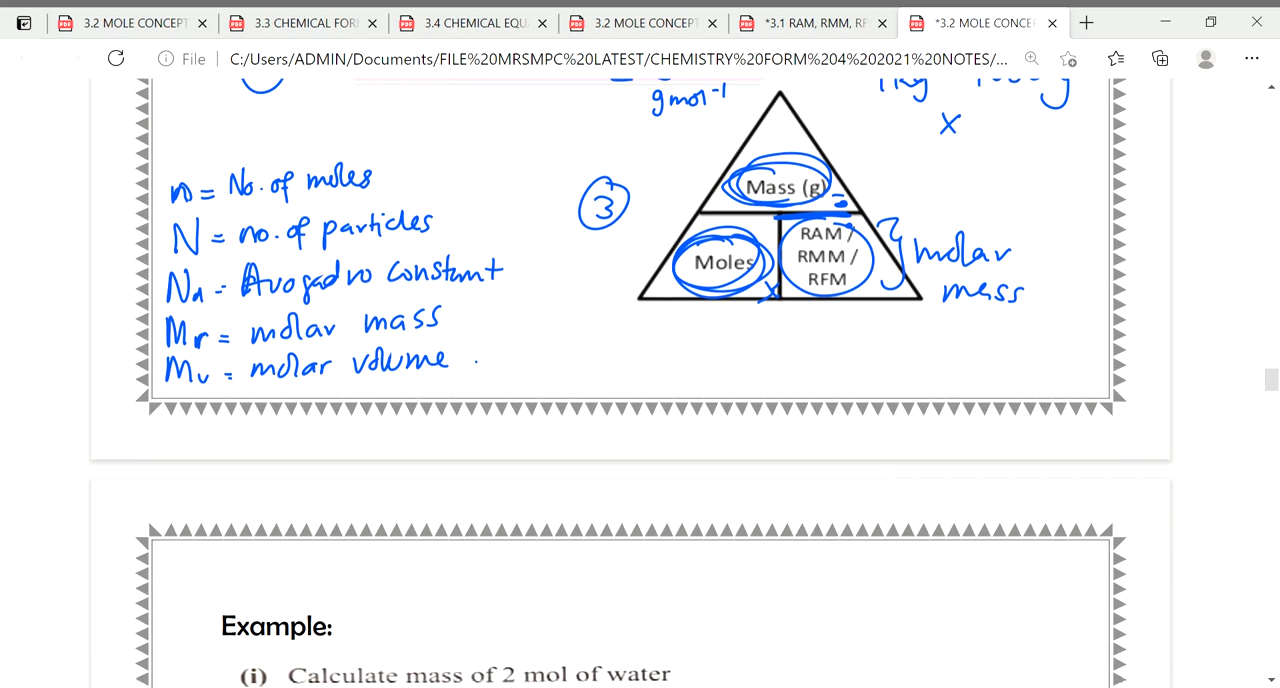 3.2 MOLE CONCEPT
3.3 CHEMICAL FOR
3.4 CHEMICAL EQU
3.2 MOLE CONCEPT
*3.1 RAM, RMM, RF
*3.2 MOLE CONCE
File
C:/Users/ADMIN/Documents/FILE%20MRSMPC%20LATEST/CHEMISTRY%20FORM%204%202021%20NOTES/...
g mol-1
1kg
x
n = No. of moles
N = no. of particles
NA = Avogadro constant
Mr = molar mass
Mv = molar volume
3
Mass (g)
Moles
x
RAM /
RMM /
RFM
molar
mass
Example:
(i) Calculate mass of 2 mol of water